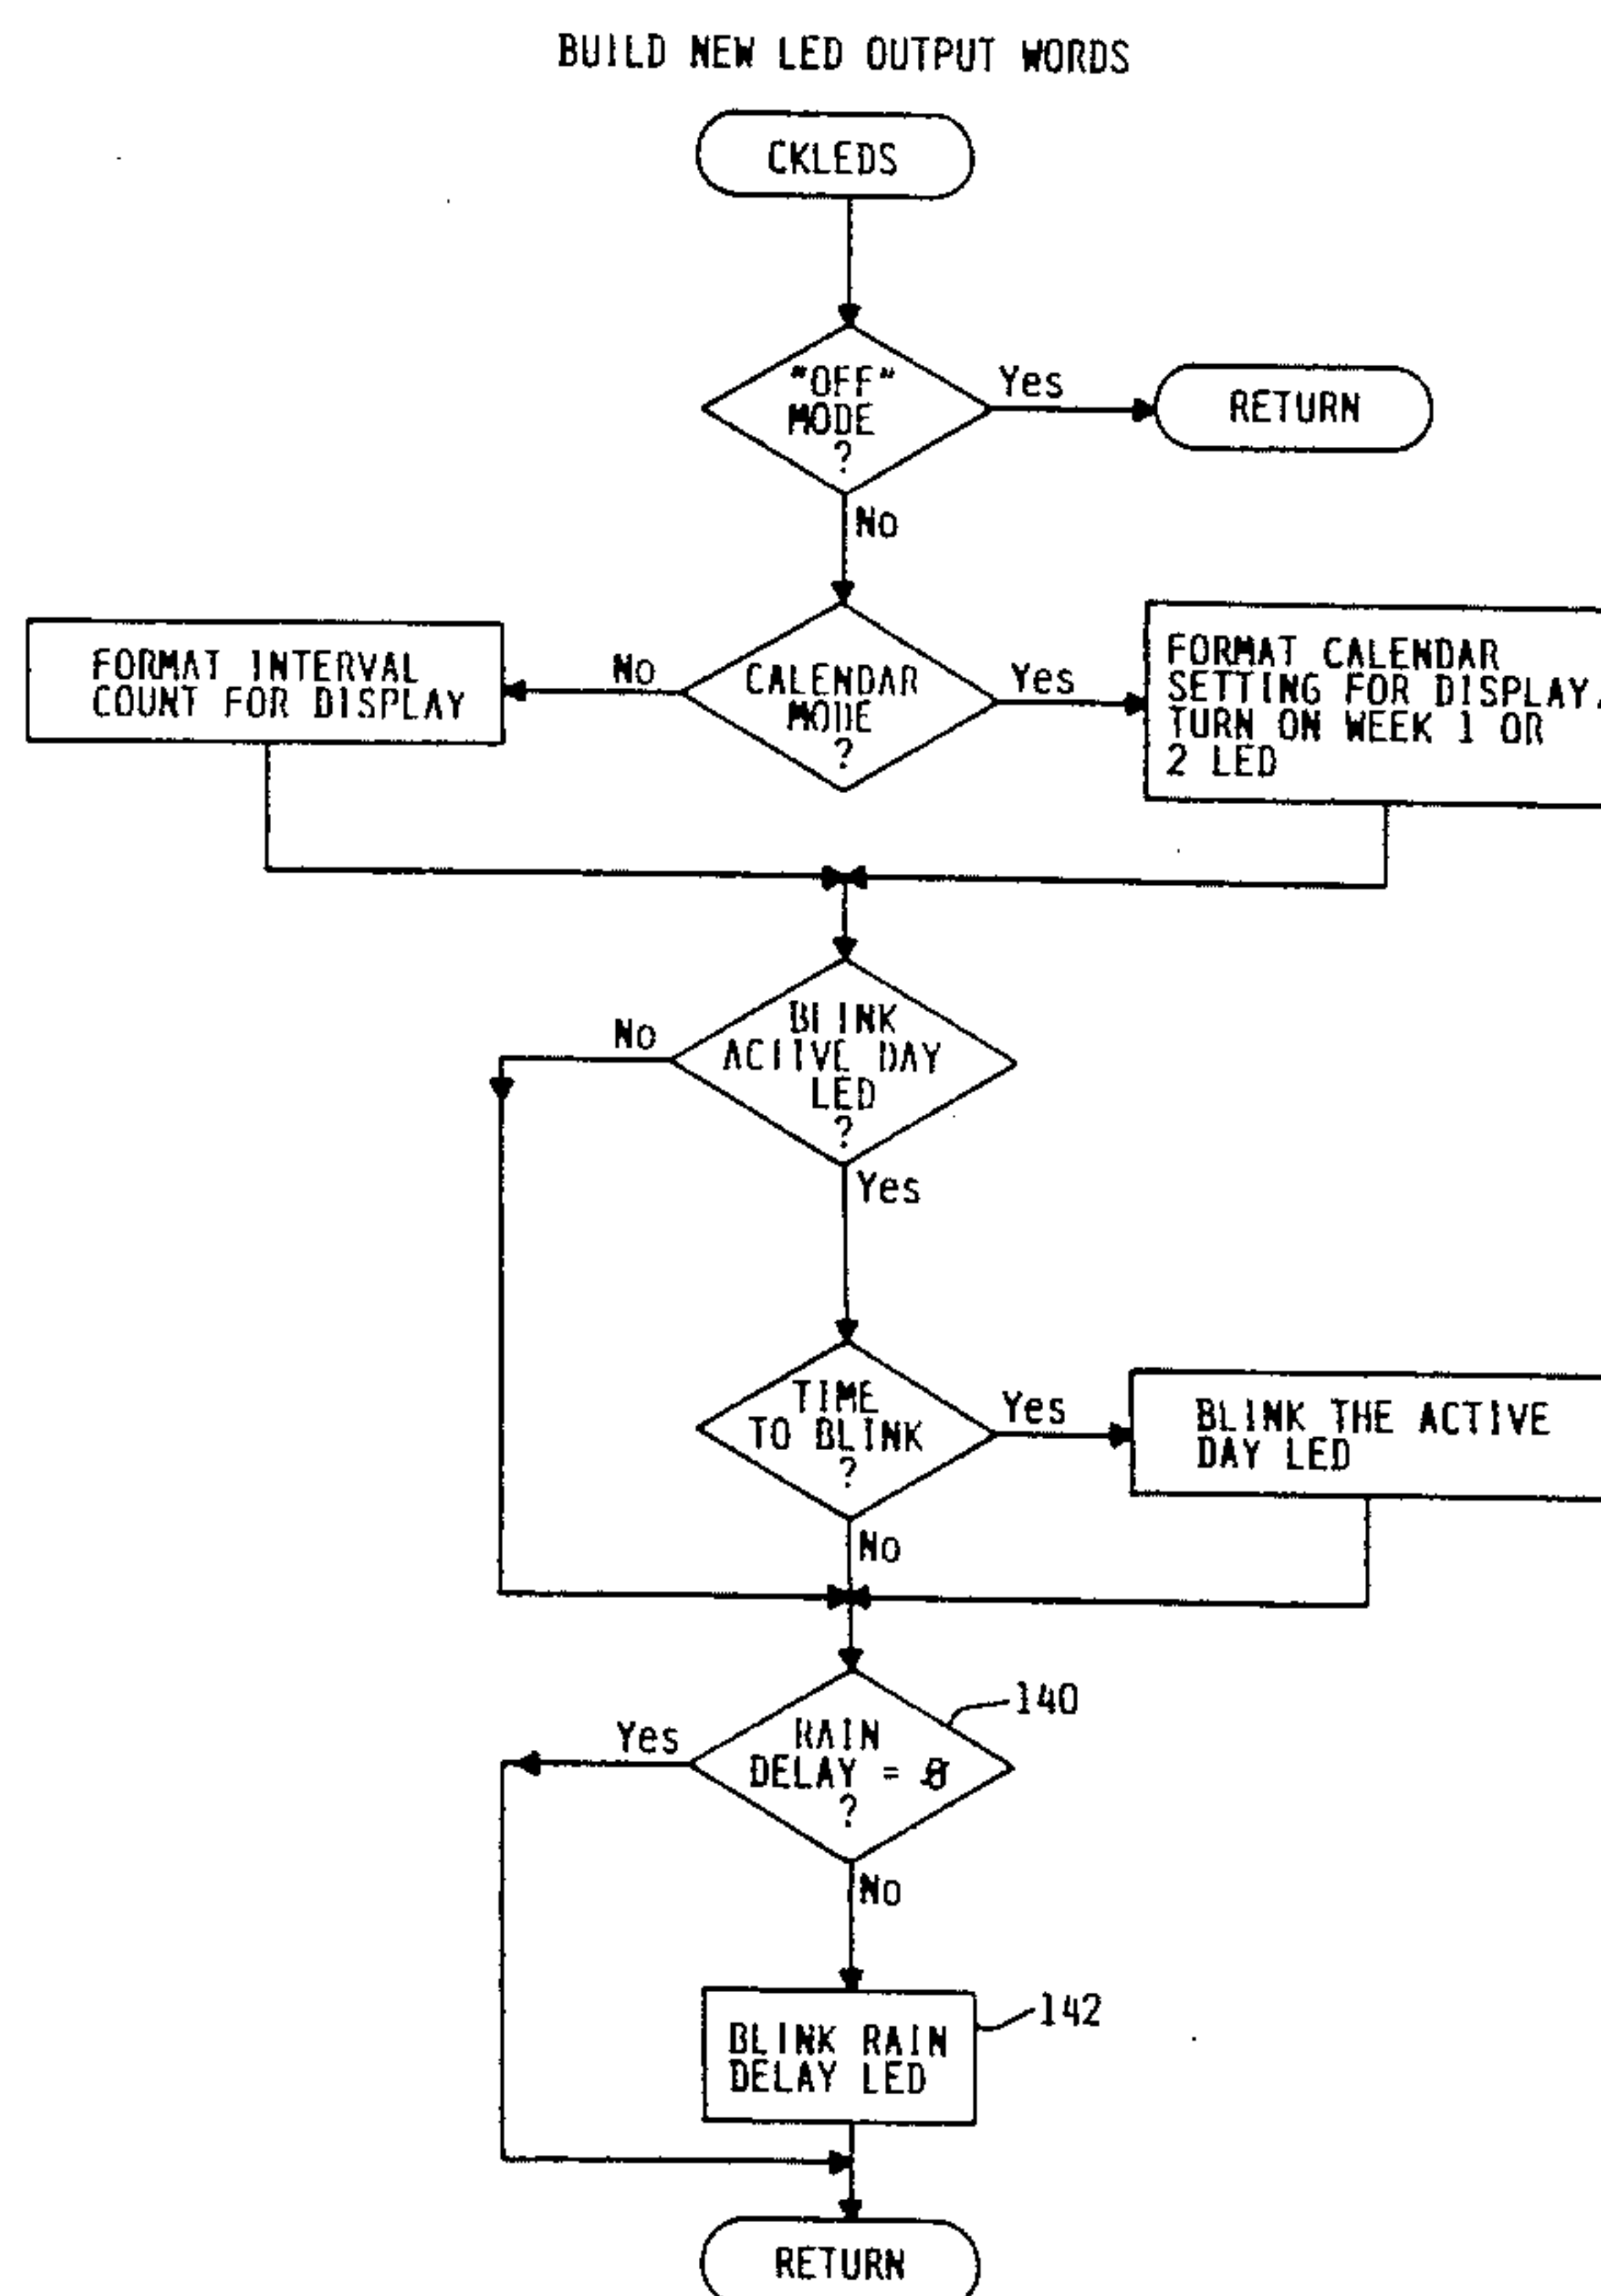 BUILD NEW LED OUTPUT WORDS
CKLEDS
"OFF"
MODE
?
Yes
RETURN
No
FORMAT INTERVAL
COUNT FOR DISPLAY
No
CALENDAR
MODE
?
Yes
FORMAT CALENDAR
SETTING FOR DISPLAY.
TURN ON WEEK 1 OR
2 LED
No
BLINK
ACTIVE DAY
LED
?
Yes
TIME
TO BLINK
?
Yes
BLINK THE ACTIVE
DAY LED
No
140
Yes
RAIN
DELAY = 0
?
No
142
BLINK RAIN
DELAY LED
RETURN